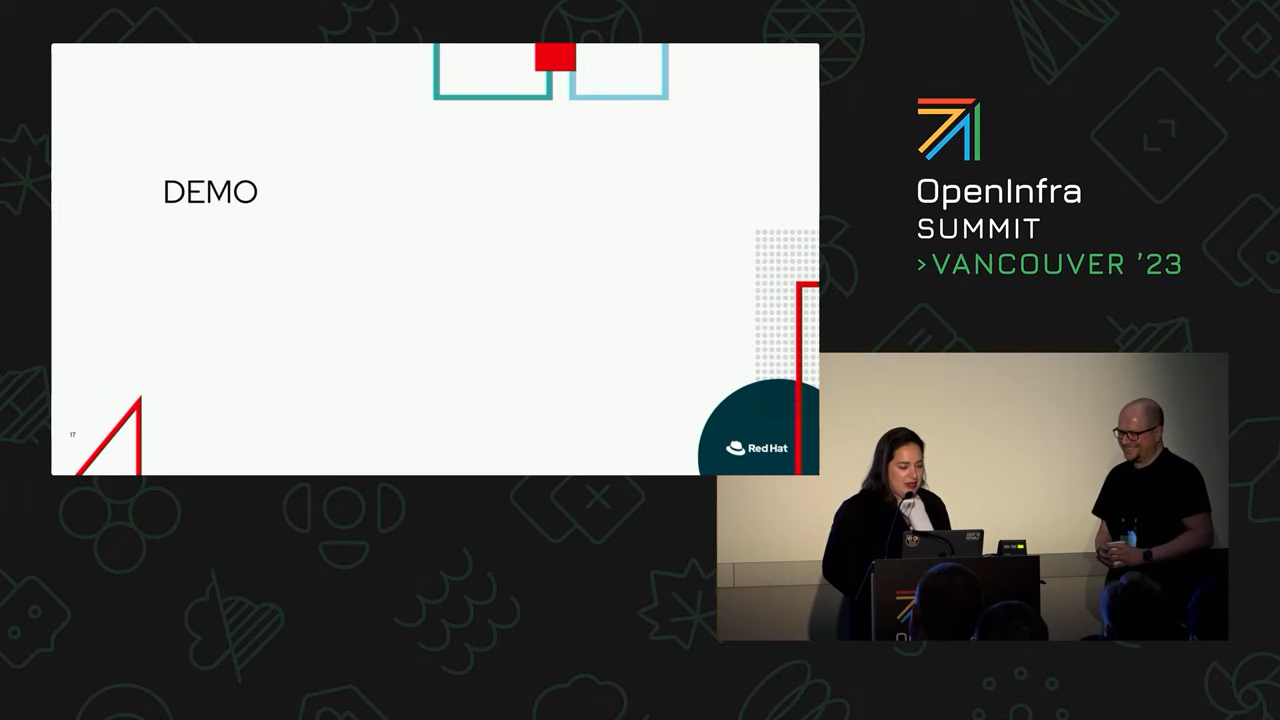 DEMO
17
Red Hat
OpenInfra
SUMMIT
>VANCOUVER ’23